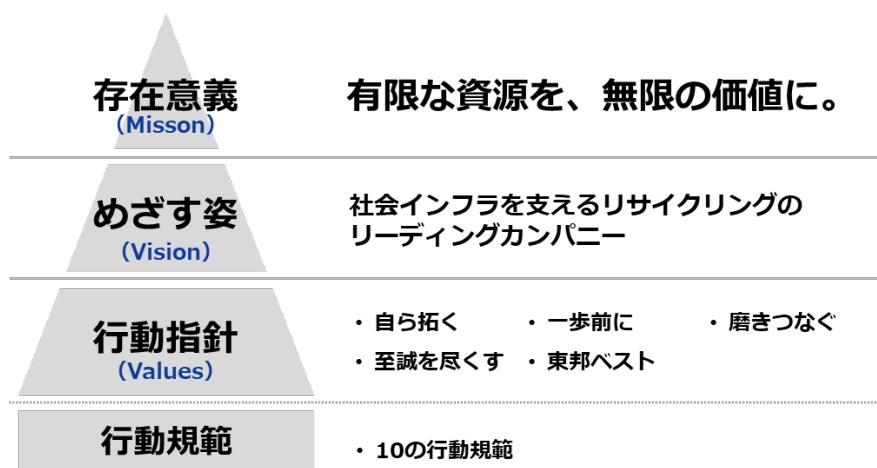 存在意義
（Misson）
有限な資源を、無限の価値に。
めざす姿
（Vision）
社会インフラを支えるリサイクリングの
リーディングカンパニー
行動指針
（Values）
・ 自ら拓く ・ 一歩前に ・ 磨きつなぐ
・ 至誠を尽くす ・ 東邦ベスト
行動規範
・ 10の行動規範